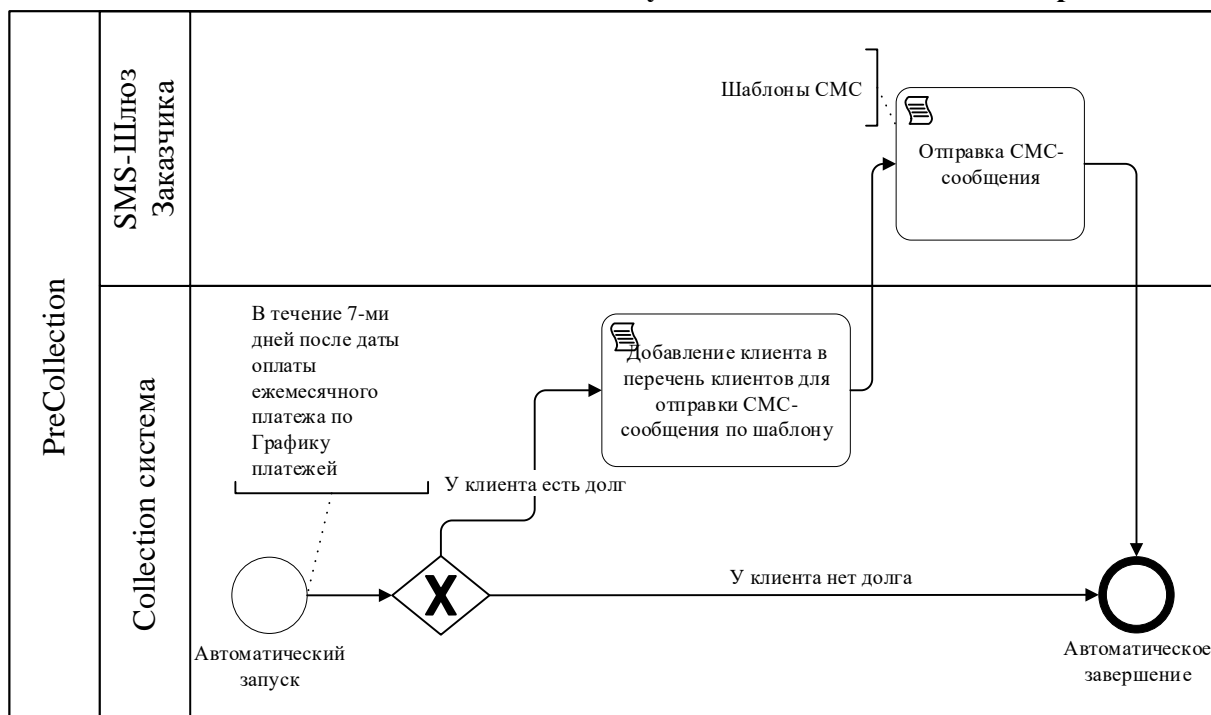 PreCollection
SMS-Шлюз
Заказчика
Шаблоны СМС
Отправка СМС-
сообщения
Collection система
В течение 7-ми
дней после даты
оплаты
ежемесячного
платежа по
Графику
платежей
Добавление клиента в
перечень клиентов для
отправки СМС-
сообщения по шаблону
У клиента есть долг
У клиента нет долга
Автоматический
запуск
Автоматическое
завершение